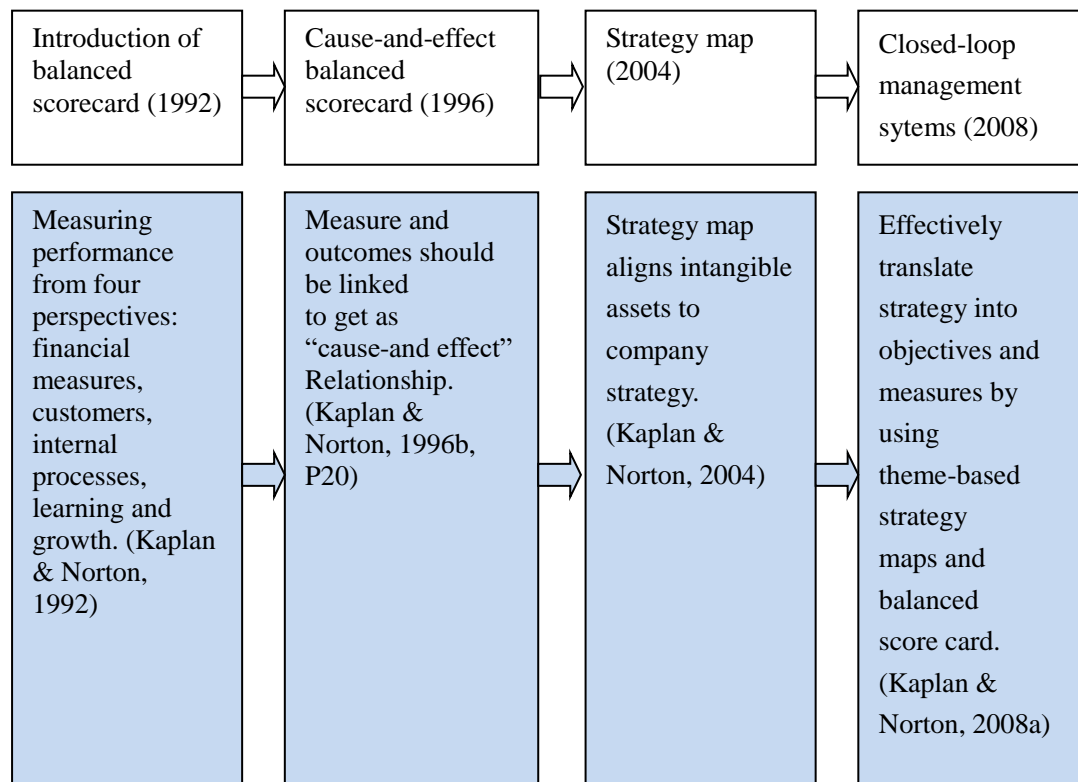 Introduction of
balanced
scorecard (1992)
Cause-and-effect
balanced
scorecard (1996)
Strategy map
(2004)
Closed-loop
management
sytems (2008)
Measuring
performance
from four
perspectives:
financial
measures,
customers,
internal
processes,
learning and
growth. (Kaplan
& Norton,
1992)
Measure and
outcomes should
be linked
to get as
“cause-and effect”
Relationship.
(Kaplan &
Norton, 1996b,
P20)
Strategy map
aligns intangible
assets to
company
strategy.
(Kaplan &
Norton, 2004)
Effectively
translate
strategy into
objectives and
measures by
using
theme-based
strategy
maps and
balanced
score card.
(Kaplan &
Norton, 2008a)